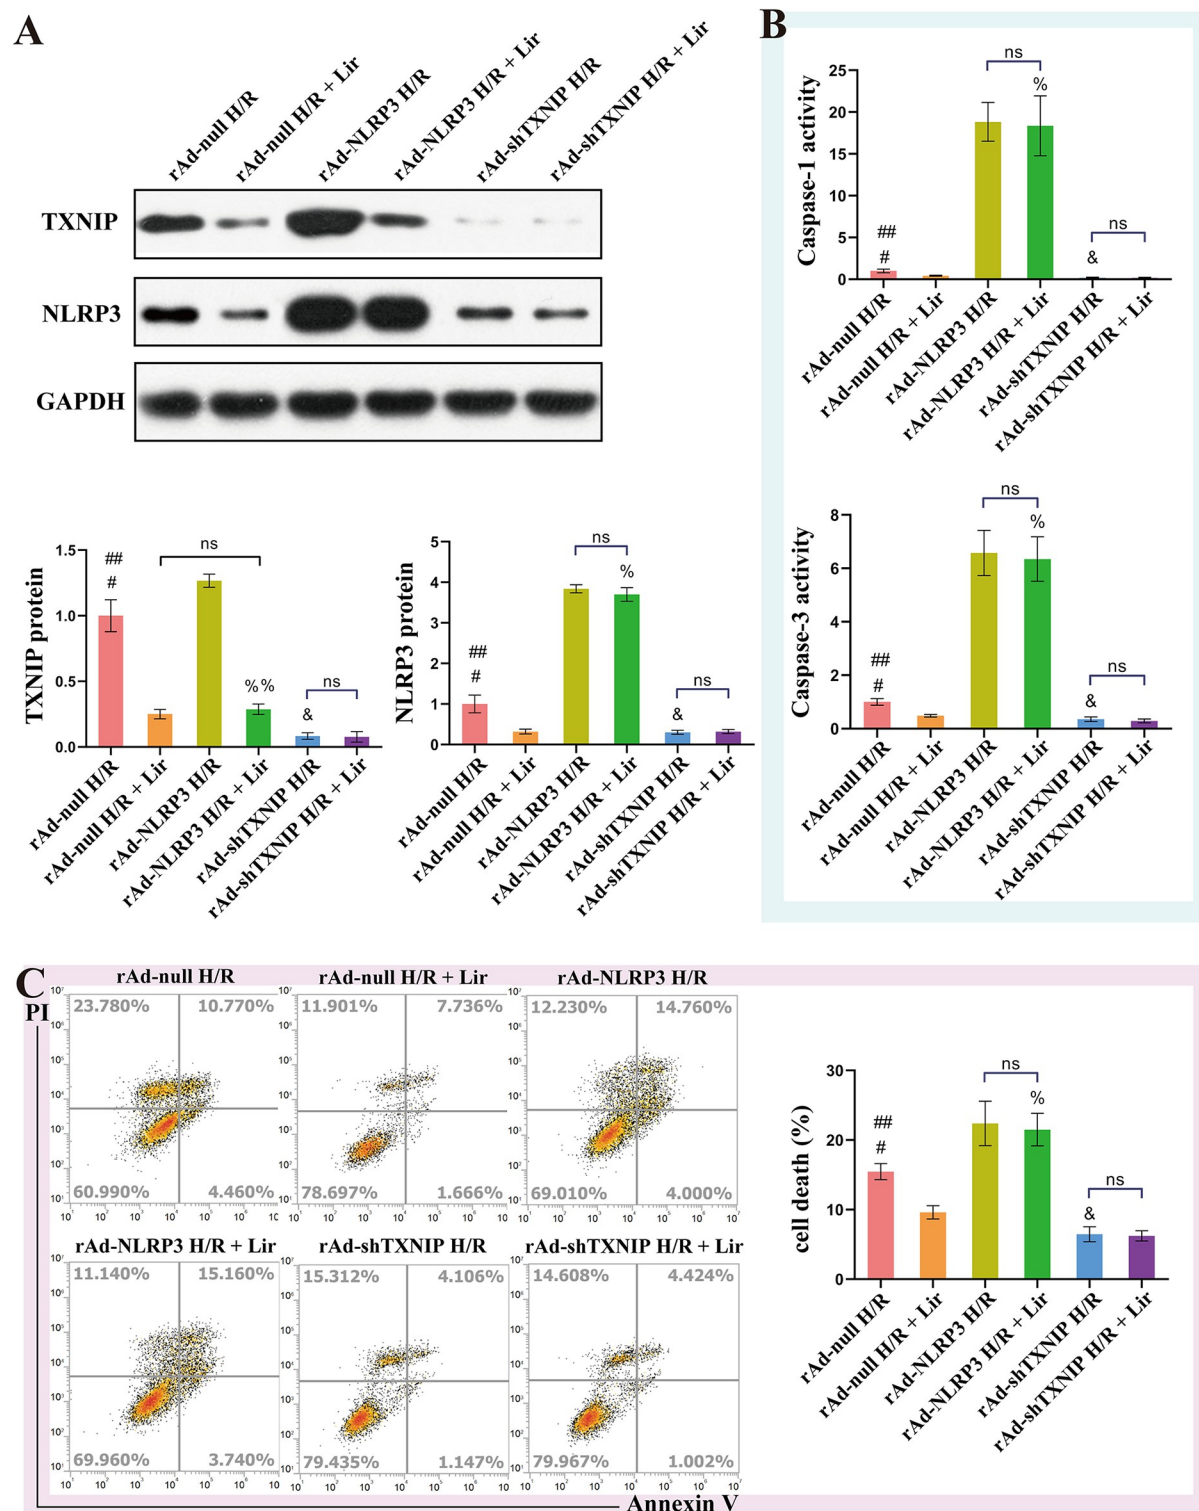 A
rAd-null H/R
rAd-null H/R + Lir
rAd-NLRP3 H/R
rAd-NLRP3 H/R + Lir
rAd-shTXNIP H/R
rAd-shTXNIP H/R + Lir
TXNIP
NLRP3
GAPDH
TXNIP protein
1.5
1.0
0.5
0.0
##
#
ns
%%
&
ns
rAd-null H/R
rAd-null H/R + Lir
rAd-NLRP3 H/R
rAd-NLRP3 H/R + Lir
rAd-shTXNIP H/R
rAd-shTXNIP H/R + Lir
NLRP3 protein
5
4
3
2
1
0
##
#
ns
%
&
ns
rAd-null H/R
rAd-null H/R + Lir
rAd-NLRP3 H/R
rAd-NLRP3 H/R + Lir
rAd-shTXNIP H/R
rAd-shTXNIP H/R + Lir
B
Caspase-1 activity
25
20
15
10
5
0
##
#
ns
%
&
ns
rAd-null H/R
rAd-null H/R + Lir
rAd-NLRP3 H/R
rAd-NLRP3 H/R + Lir
rAd-shTXNIP H/R
rAd-shTXNIP H/R + Lir
Caspase-3 activity
8
6
4
2
0
##
#
ns
%
&
ns
rAd-null H/R
rAd-null H/R + Lir
rAd-NLRP3 H/R
rAd-NLRP3 H/R + Lir
rAd-shTXNIP H/R
rAd-shTXNIP H/R + Lir
C
PI
rAd-null H/R
23.780% 10.770%
60.990% 4.460%
rAd-null H/R + Lir
11.901% 7.736%
78.697% 1.666%
rAd-NLRP3 H/R
12.230% 14.760%
69.010% 4.000%
rAd-NLRP3 H/R + Lir
11.140% 15.160%
69.960% 3.740%
rAd-shTXNIP H/R
15.312% 4.106%
79.435% 1.147%
rAd-shTXNIP H/R + Lir
14.608% 4.424%
79.967% 1.002%
Annexin V
cell death (%)
30
20
10
0
##
#
ns
%
&
ns
rAd-null H/R
rAd-null H/R + Lir
rAd-NLRP3 H/R
rAd-NLRP3 H/R + Lir
rAd-shTXNIP H/R
rAd-shTXNIP H/R + Lir